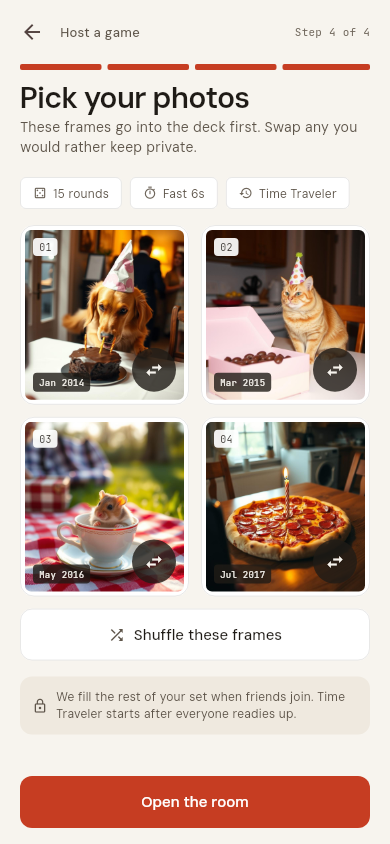 Host a game
Step 4 of 4
Pick your photos
These frames go into the deck first. Swap any you
would rather keep private.
15 rounds
Fast 6s
Time Traveler
01
02
Jan 2014
Mar 2015
03
04
May 2016
Jul 2017
Shuffle these frames
We fill the rest of your set when friends join. Time
Traveler starts after everyone readies up.
Open the room